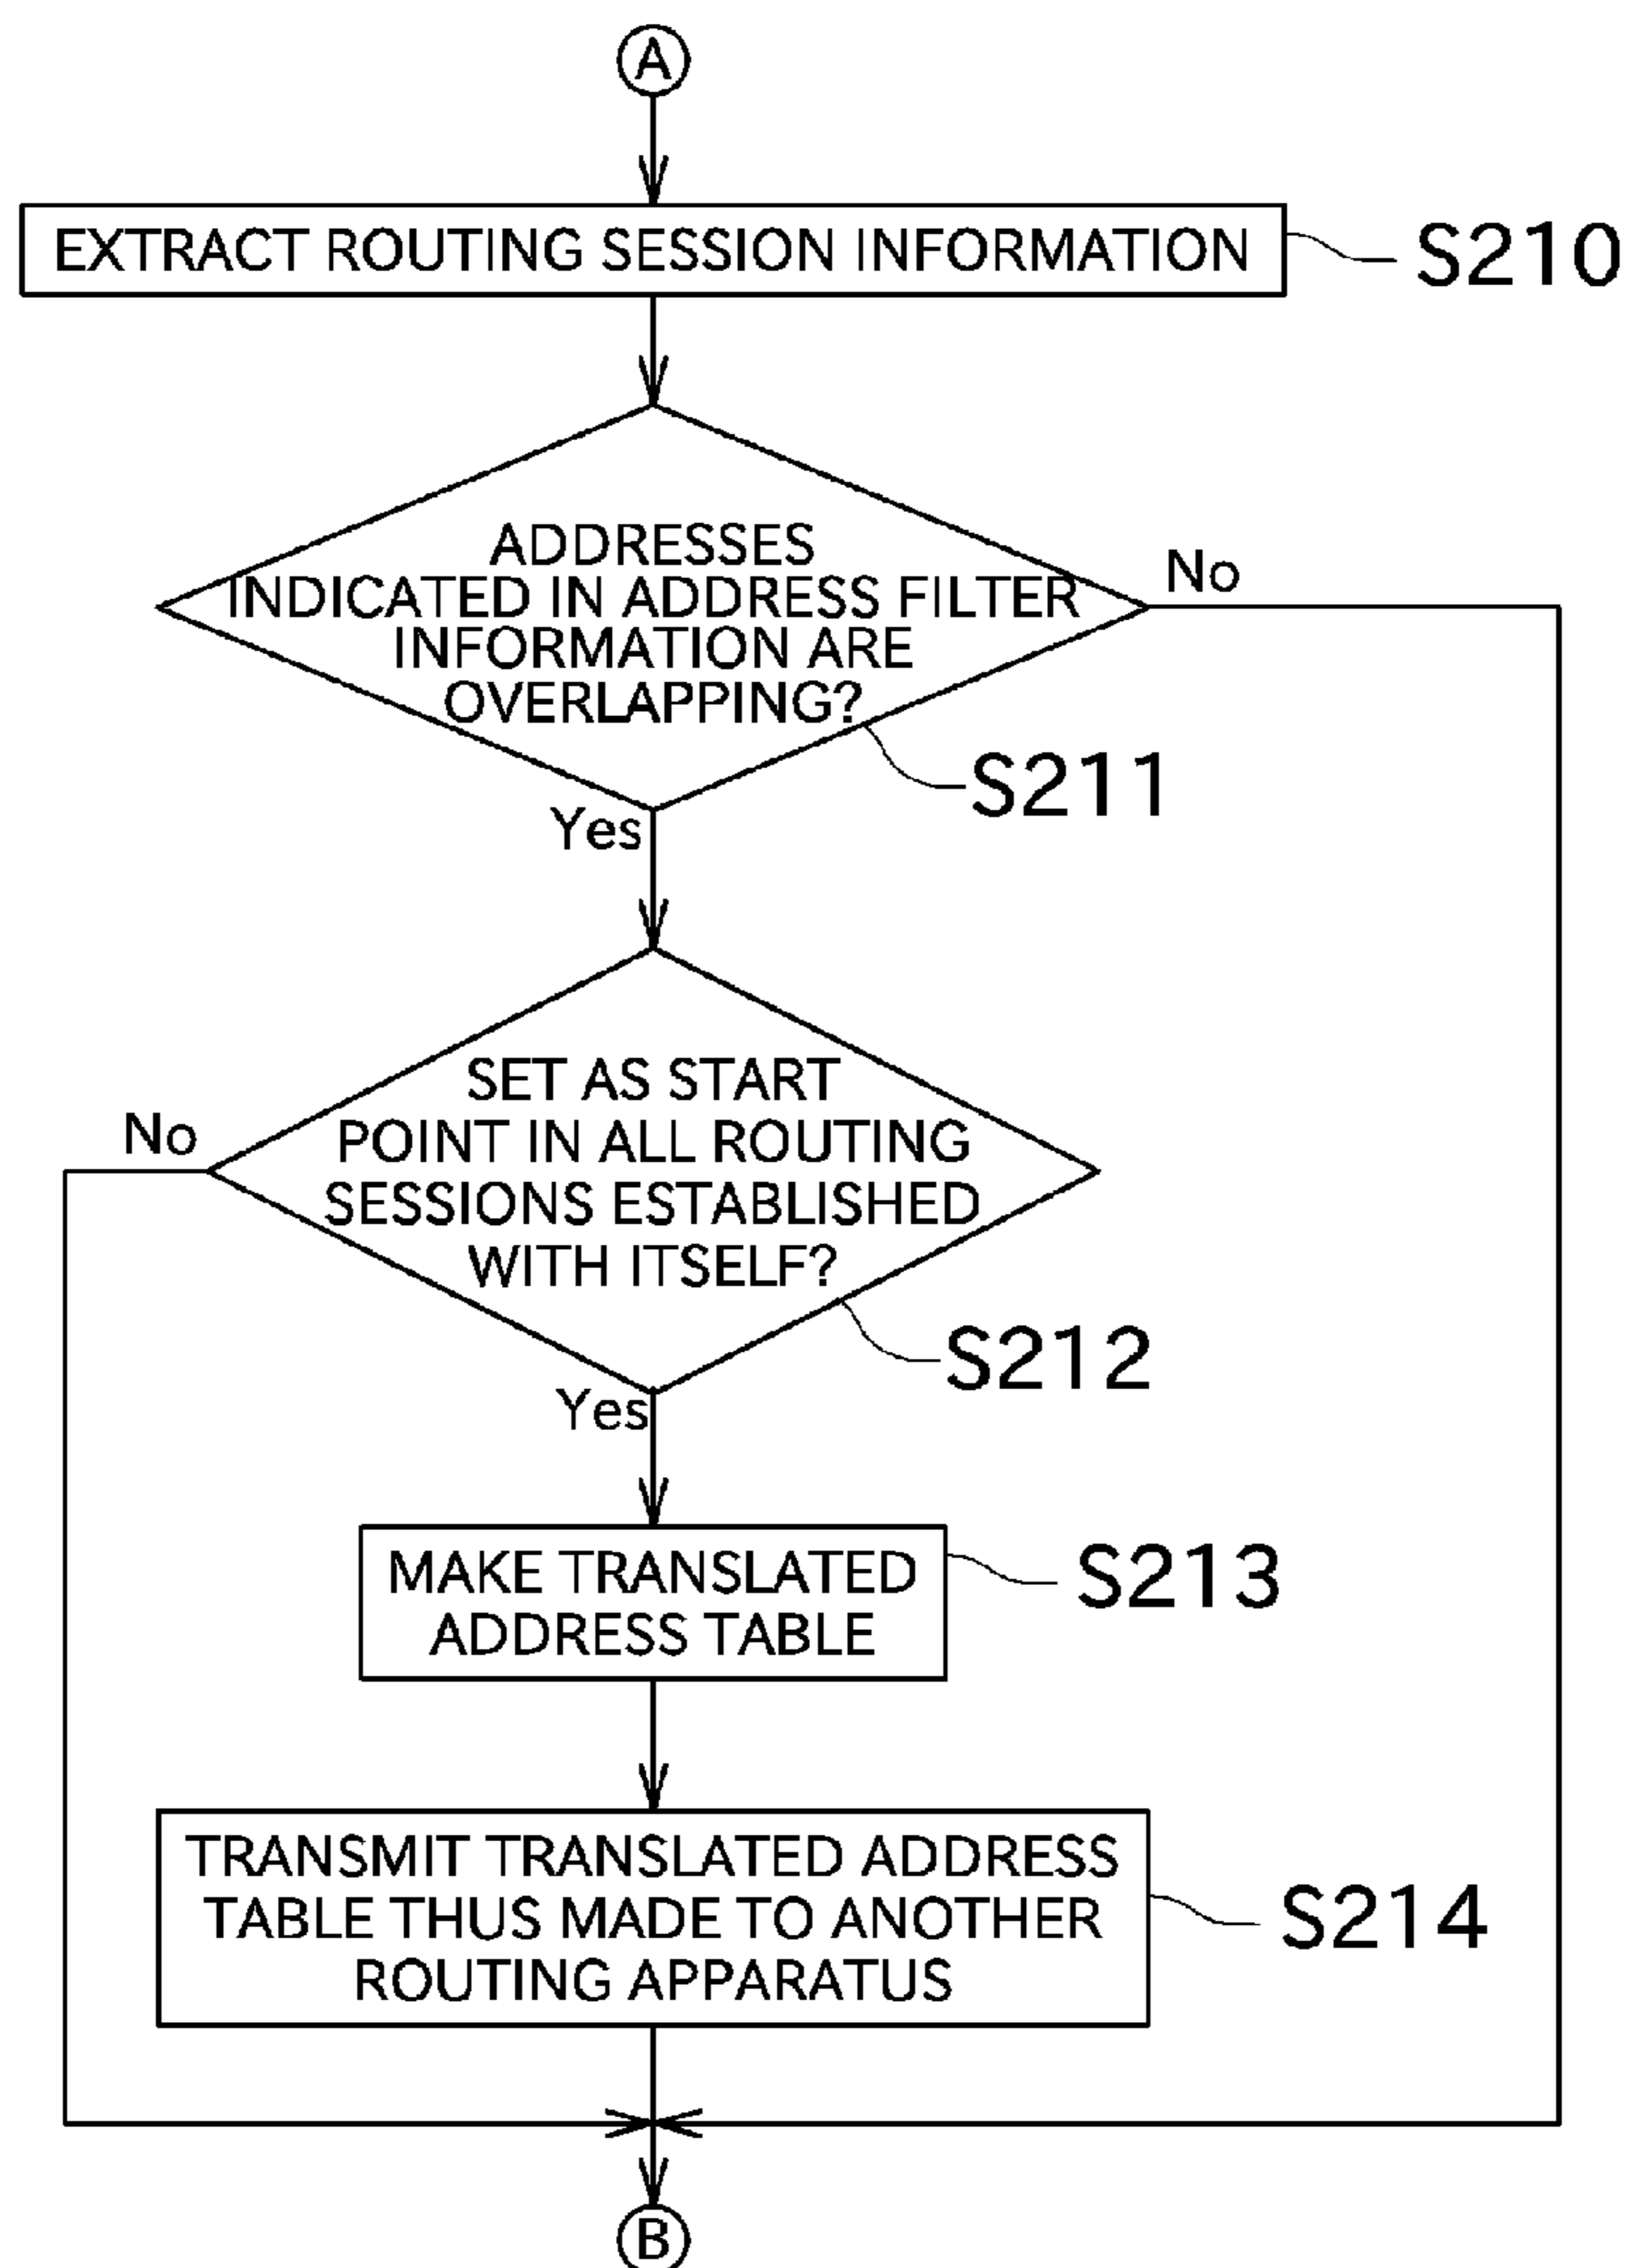 A
EXTRACT ROUTING SESSION INFORMATION
S210
ADDRESSES
INDICATED IN ADDRESS FILTER
INFORMATION ARE
OVERLAPPING?
No
S211
Yes
SET AS START
POINT IN ALL ROUTING
SESSIONS ESTABLISHED
WITH ITSELF?
No
S212
Yes
MAKE TRANSLATED
ADDRESS TABLE
S213
TRANSMIT TRANSLATED ADDRESS
TABLE THUS MADE TO ANOTHER
ROUTING APPARATUS
S214
B